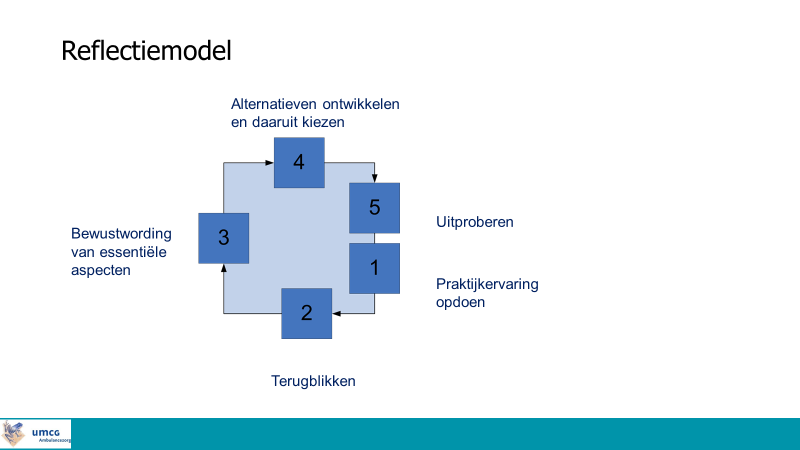 Reflectiemodel
Alternatieven ontwikkelen
en daaruit kiezen
4
5
Uitproberen
3
Bewustwording
van essentiële
aspecten
1
Praktijkervaring
opdoen
2
Terugblikken
umcg
Ambulancezorg